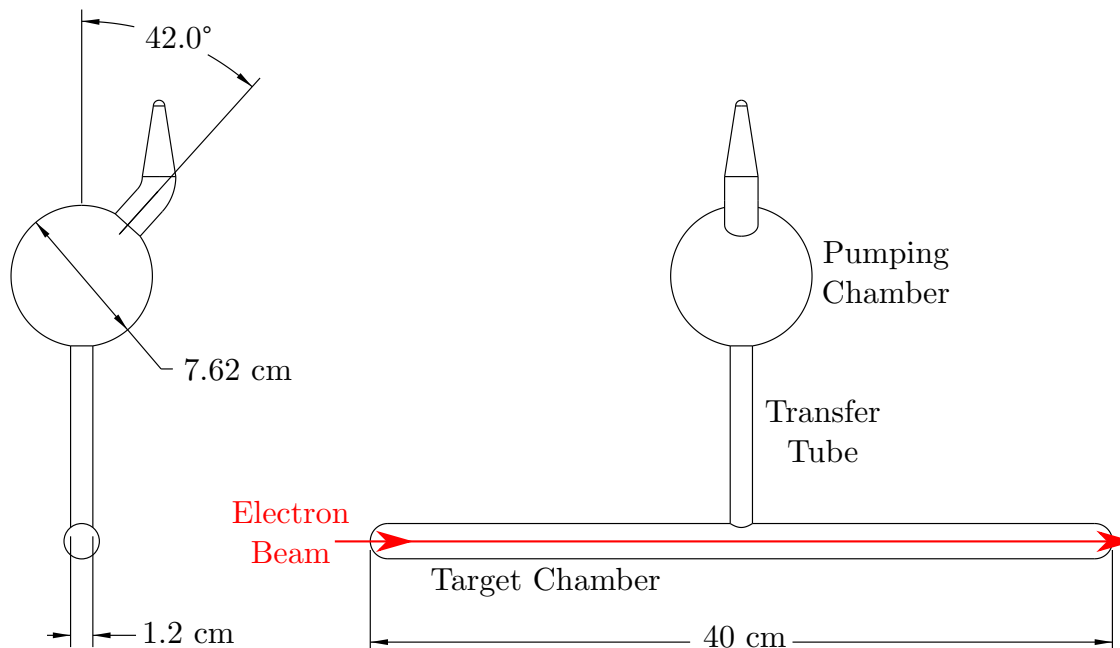 42.0°
Pumping
Chamber
7.62 cm
Transfer
Tube
Electron
Beam
Target Chamber
1.2 cm
40 cm